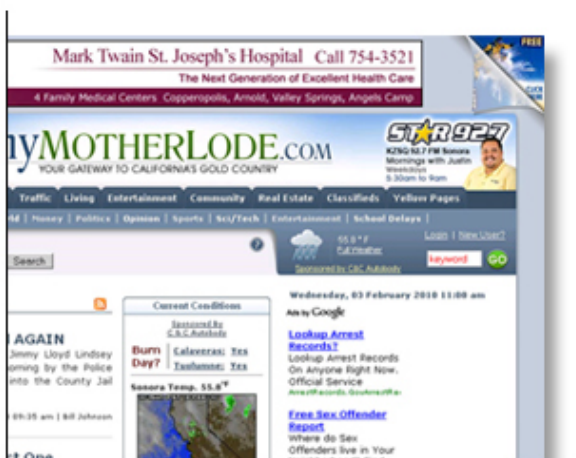 Mark Twain St. Joseph's Hospital Call 754-3521
The Next Generation of Excellent Health Care
4 Family Medical Centers Copperopolis, Arnold, Valley Springs, Angels Camp
FREE
CLICK
myMOTHERLODE.COM
YOUR GATEWAY TO CALIFORNIA'S GOLD COUNTRY
STAR 92.7
KZSQ 92.7 FM Sonora
Mornings with Justin
Weekdays
5:30am to 9am
Traffic Living Entertainment Community Real Estate Classifieds Yellow Pages
| Money | Politics | Opinion | Sports | Sci/Tech | Entertainment | School Delays |
Search
?
55.8°F
Full Weather
Sponsored by C&C Autobody
Login | New User?
keyword GO
Wednesday, 03 February 2010 11:00 am
Ads by Google
Lookup Arrest
Records?
Lookup Arrest Records
On Anyone Right Now.
Official Service
ArrestRecords.GovArrestFile
Free Sex Offender
Report
Where do Sex
Offenders live in Your
Current Conditions
Sponsored By
C & C Autobody
Burn Day? Calaveras: Yes
Tuolumne: Yes
Sonora Temp. 55.8°F
AGAIN
Jimmy Lloyd Lindsey
orning by the Police
into the County Jail
09:35 am | Bill Johnson
st One